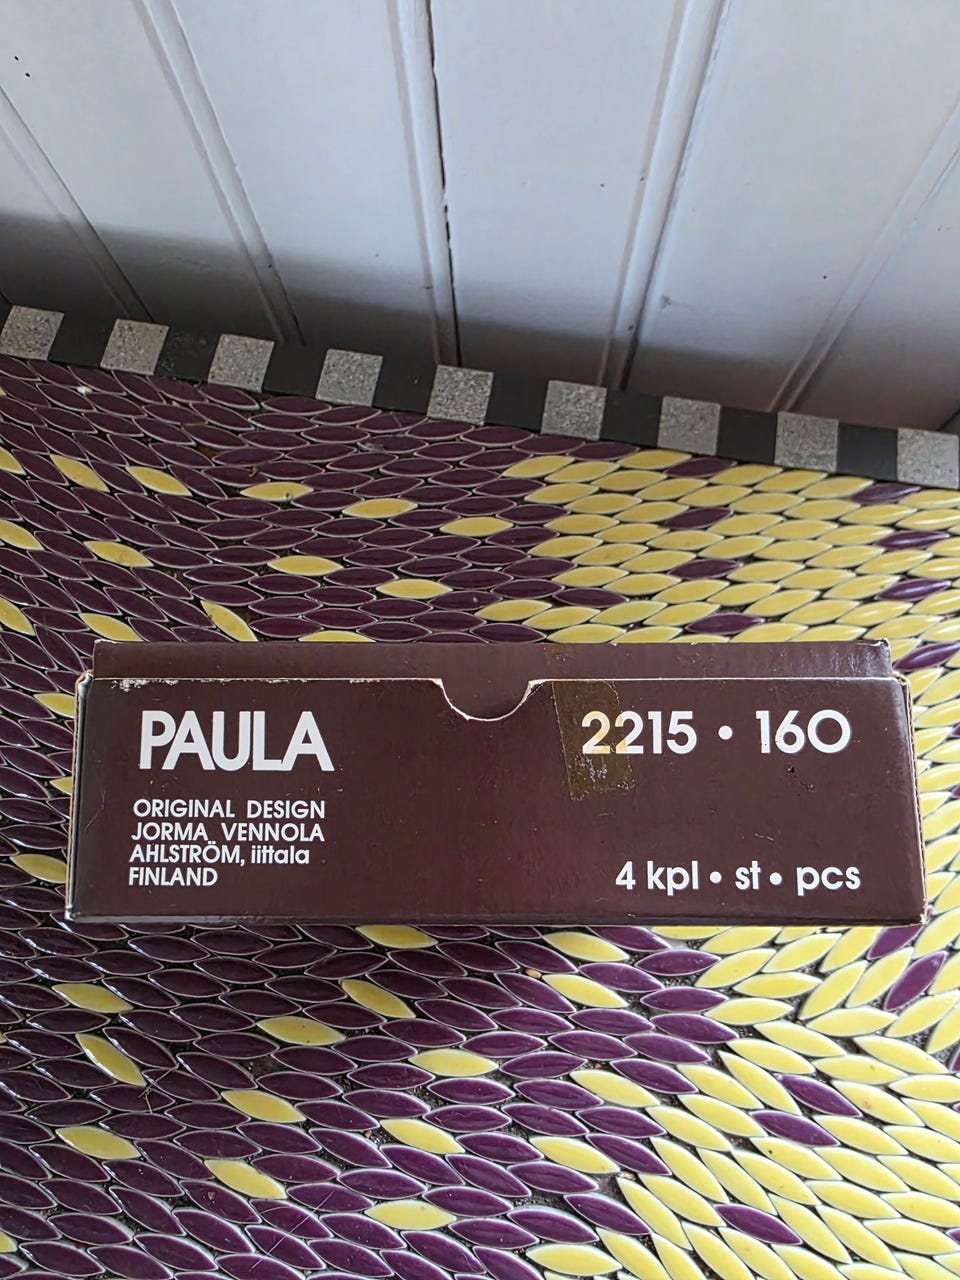 PAULA
ORIGINAL DESIGN
JORMA VENNOLA
AHLSTRÖM, iittala
FINLAND
2215 • 160
4 kpl • st • pcs